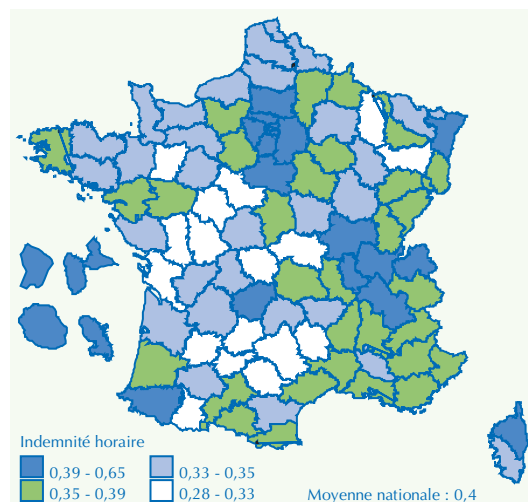 Indemnité horaire
0,39 - 0,65
0,33 - 0,35
0,35 - 0,39
0,28 - 0,33
Moyenne nationale : 0,4